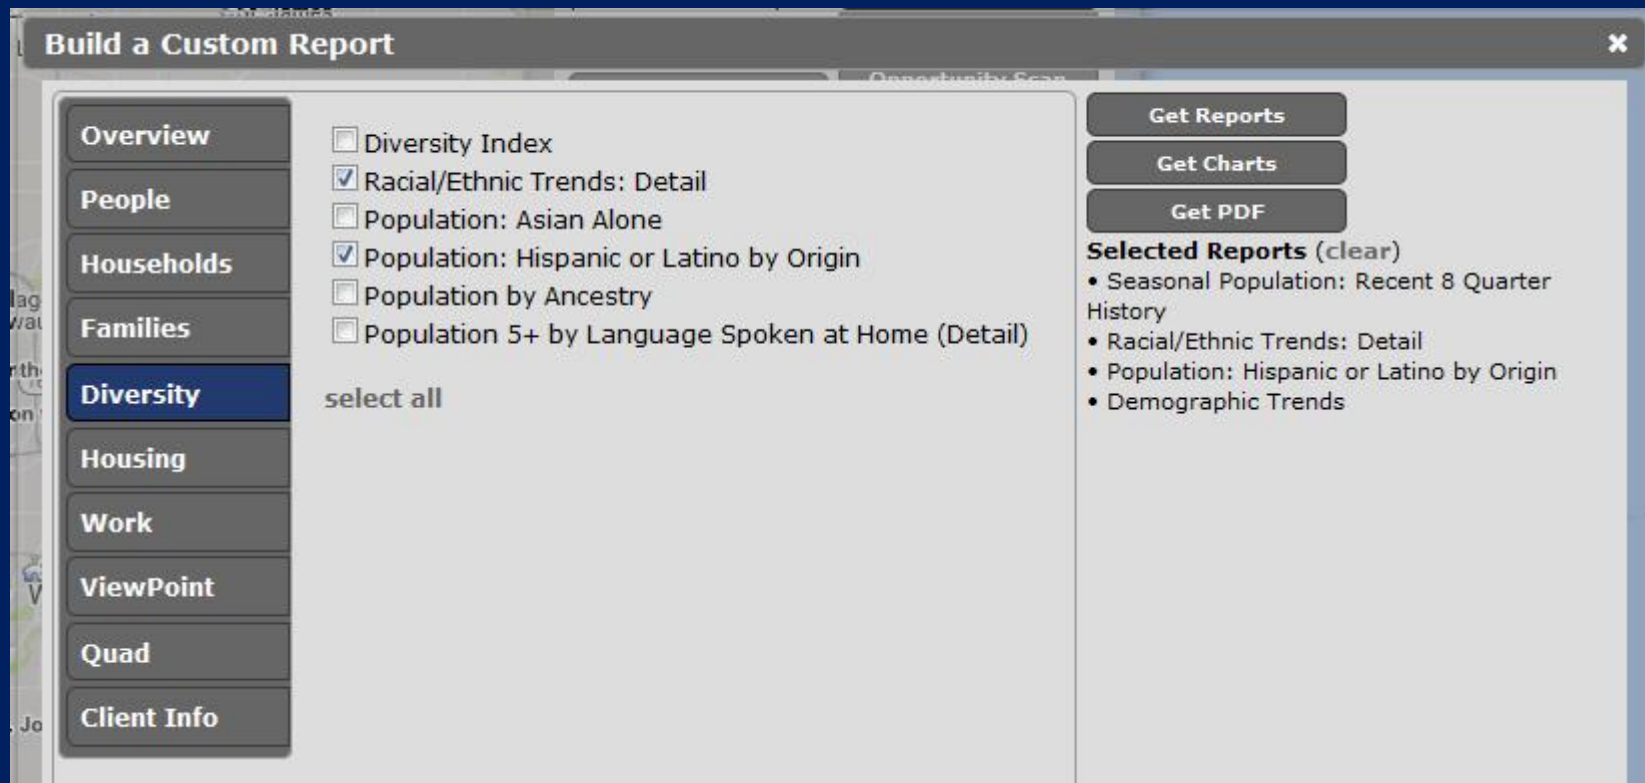 Build a Custom Report
Opportunity Scan
Overview
People
Households
Families
Diversity
Housing
Work
ViewPoint
Quad
Client Info
Diversity Index
Racial/Ethnic Trends: Detail
Population: Asian Alone
Population: Hispanic or Latino by Origin
Population by Ancestry
Population 5+ by Language Spoken at Home (Detail)
select all
Get Reports
Get Charts
Get PDF
Selected Reports (clear)
• Seasonal Population: Recent 8 Quarter
History
• Racial/Ethnic Trends: Detail
• Population: Hispanic or Latino by Origin
• Demographic Trends